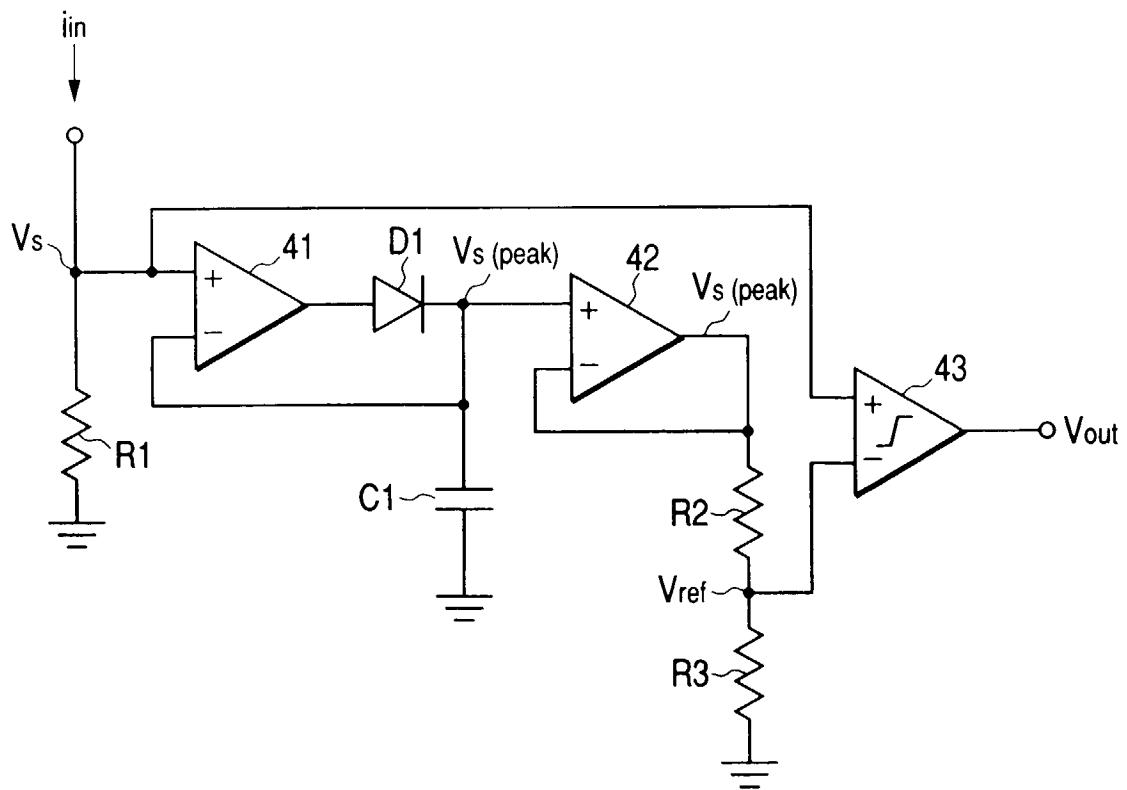 iin
Vs
41
D1
Vs (peak)
42
Vs (peak)
43
+
−
+
−
+
−
Vout
R1
C1
R2
Vref
R3